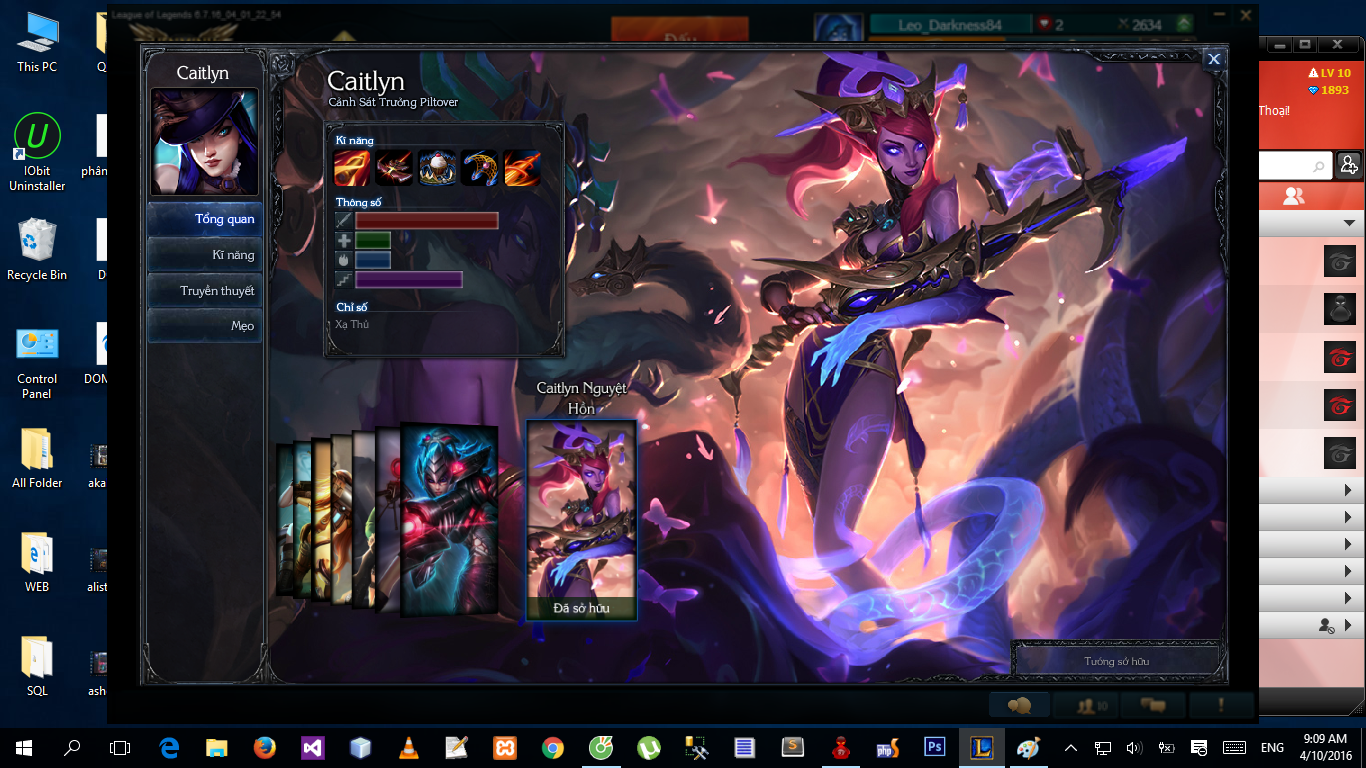 League of Legends 6.7.16_04_01_22_54
This PC
IObit
Uninstaller
Recycle Bin
Control
Panel
All Folder
WEB
SQL
phân
DOM
aka
alist
ashe
Leo_Darkness84
2
2634
Đấu
Caitlyn
Tổng quan
Kĩ năng
Truyền thuyết
Mẹo
Caitlyn
Cảnh Sát Trưởng Piltover
Kĩ năng
Thông số
Chỉ số
Xạ Thủ
Caitlyn Nguyệt
Hồn
Đã sở hữu
Tướng sở hữu
10
LV 10
1893
Thoại!
ENG
9:09 AM
4/10/2016